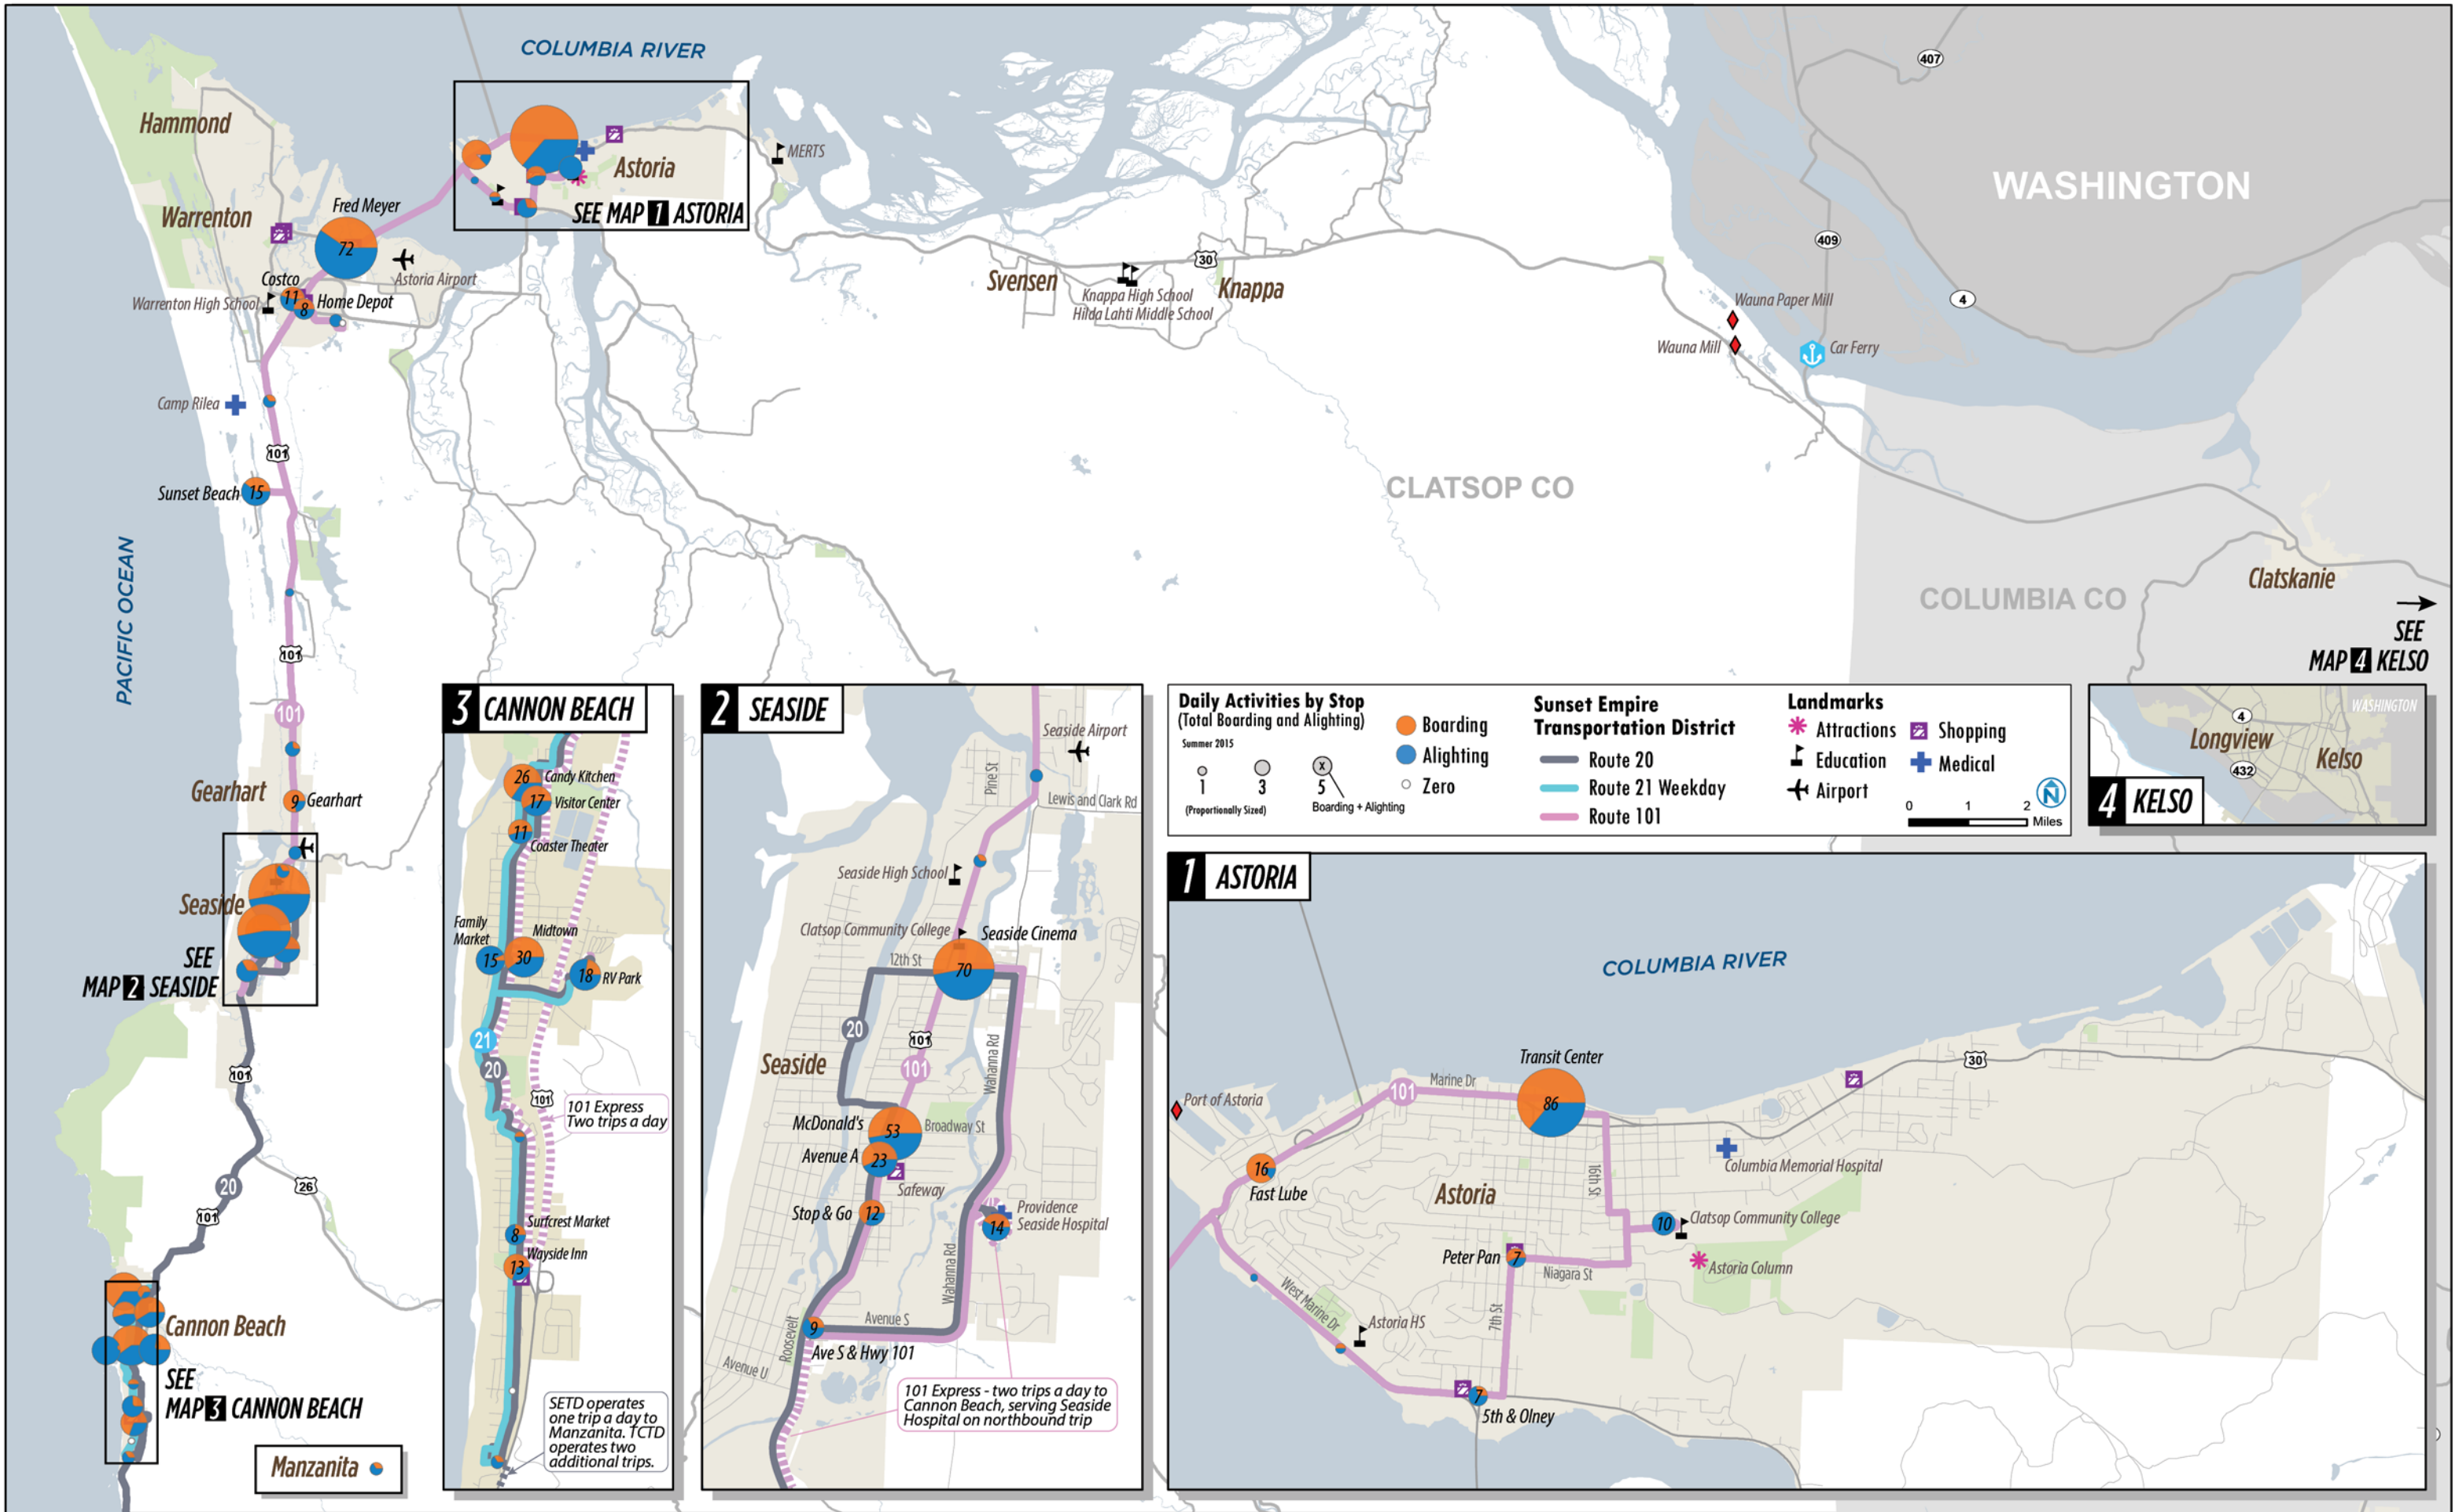 COLUMBIA RIVER
407
Hammond
MERTS
Astoria
WASHINGTON
SEE MAP 1 ASTORIA
Warrenton
Fred Meyer
72
409
30
Astoria Airport
Svensen
Knappa High School
Hilda Lahti Middle School
Knappa
Costco
11
Warrenton High School
8
Home Depot
4
Wauna Paper Mill
Wauna Mill
Car Ferry
Camp Rilea
101
Sunset Beach
15
CLATSOP CO
PACIFIC OCEAN
Clatskanie
COLUMBIA CO
101
SEE
MAP 4 KELSO
101
Gearhart
9
Gearhart
Seaside
SEE
MAP 2 SEASIDE
101
20
26
101
Cannon Beach
SEE
MAP 3 CANNON BEACH
Manzanita
3 CANNON BEACH
26
Candy Kitchen
17
Visitor Center
11
Coaster Theater
Family
Market
Midtown
15
30
18
RV Park
21
20
101
101 Express
Two trips a day
Surfcrest Market
8
Wayside Inn
13
SETD operates
one trip a day to
Manzanita. TCTD
operates two
additional trips.
2 SEASIDE
Seaside Airport
Pine St
Lewis and Clark Rd
Seaside High School
Clatsop Community College
Seaside Cinema
12th St
70
20
101
101
Wahanna Rd
Seaside
McDonald's
53
Broadway St
Avenue A
23
Safeway
Stop & Go
12
Providence
Seaside Hospital
14
Wahanna Rd
Avenue S
9
Roosevelt
Ave S & Hwy 101
Avenue U
101 Express - two trips a day to
Cannon Beach, serving Seaside
Hospital on northbound trip
Daily Activities by Stop
(Total Boarding and Alighting)
Summer 2015
1
3
x
5
(Proportionally Sized)
Boarding + Alighting
Boarding
Alighting
Zero
Sunset Empire
Transportation District
Route 20
Route 21 Weekday
Route 101
Landmarks
Attractions
Shopping
Education
Medical
Airport
N
0 1 2
Miles
WASHINGTON
4
Longview
Kelso
432
4 KELSO
1 ASTORIA
COLUMBIA RIVER
Transit Center
30
101
Marine Dr
86
Port of Astoria
16
Fast Lube
Columbia Memorial Hospital
16th St
Astoria
10
Clatsop Community College
Peter Pan
7
Niagara St
Astoria Column
West Marine Dr
Astoria HS
7th St
7
5th & Olney